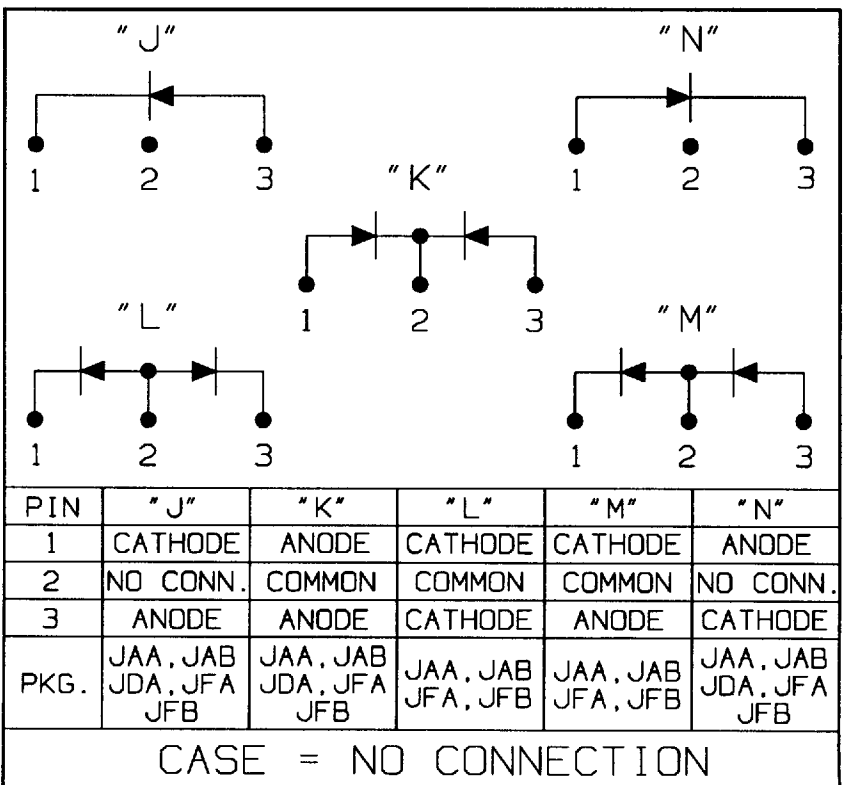 "J" "N"
1 2 3 1 2 3
"K"
1 2 3
"L" "M"
1 2 3 1 2 3
PIN "J" "K" "L" "M" "N"
1 CATHODE ANODE CATHODE CATHODE ANODE
2 NO CONN. COMMON COMMON COMMON NO CONN.
3 ANODE ANODE CATHODE ANODE CATHODE
PKG. JAA, JAB JDA, JFA JFB JAA, JAB JDA, JFA JFB JAA, JAB JFA, JFB JAA, JAB JFA, JFB JAA, JAB JDA, JFA JFB
CASE = NO CONNECTION